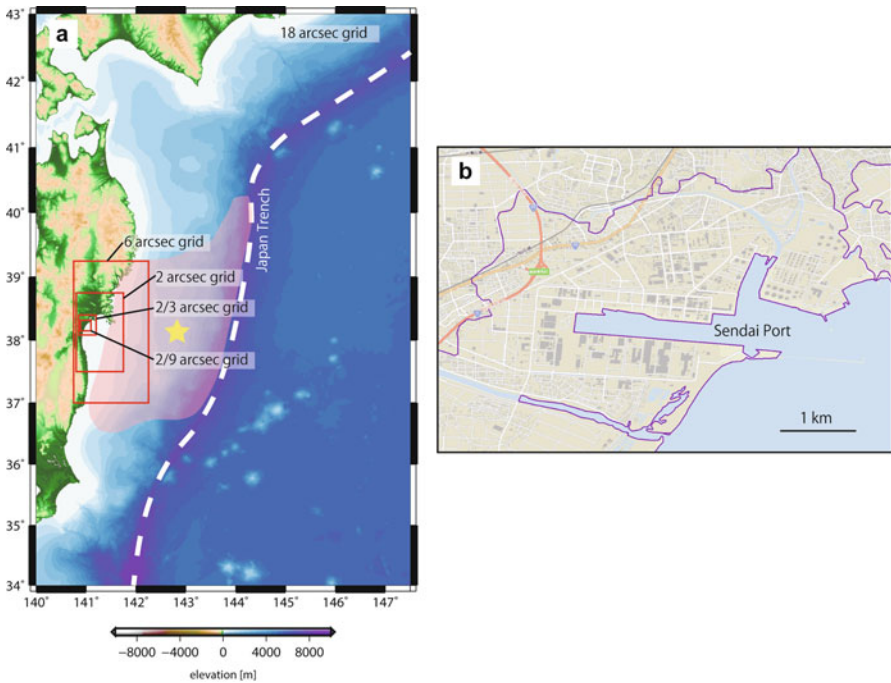 a
18 arcsec grid
43˚
42˚
41˚
40˚
39˚
38˚
37˚
36˚
35˚
34˚
Japan Trench
6 arcsec grid
2 arcsec grid
2/3 arcsec grid
2/9 arcsec grid
140˚ 141˚ 142˚ 143˚ 144˚ 145˚ 146˚ 147˚
−8000 −4000 0 4000 8000
elevation [m]
b
Sendai Port
1 km